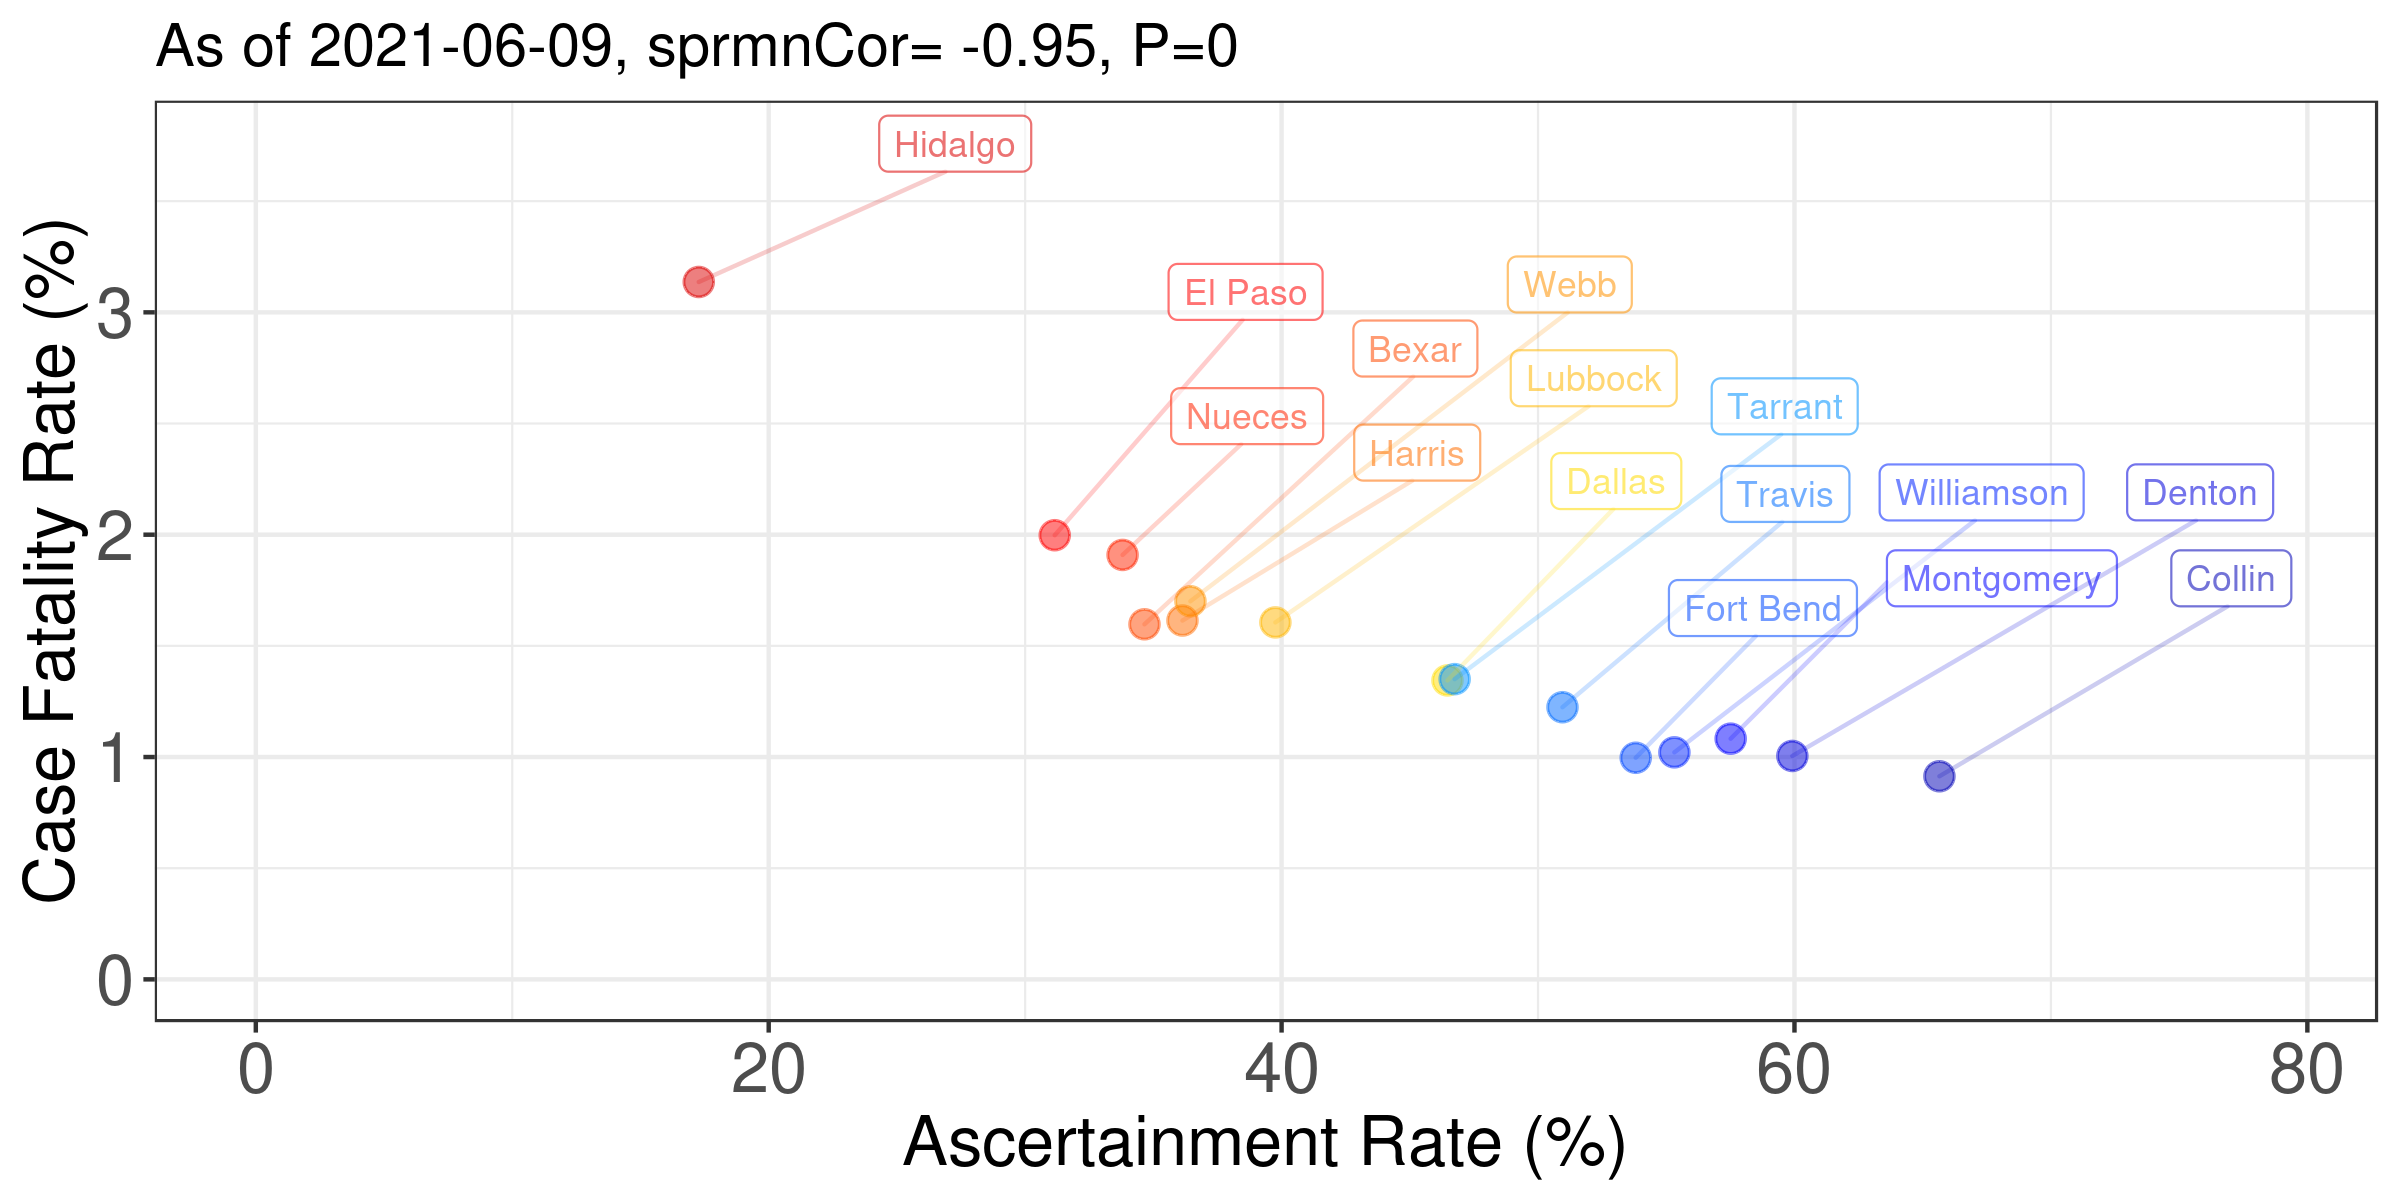 As of 2021-06-09, sprmnCor= -0.95, P=0
Hidalgo
El Paso
Webb
Bexar
Lubbock
Nueces
Tarrant
Harris
Dallas
Travis
Williamson
Denton
Montgomery
Collin
Fort Bend
Case Fatality Rate (%)
3
2
1
0
0 20 40 60 80
Ascertainment Rate (%)